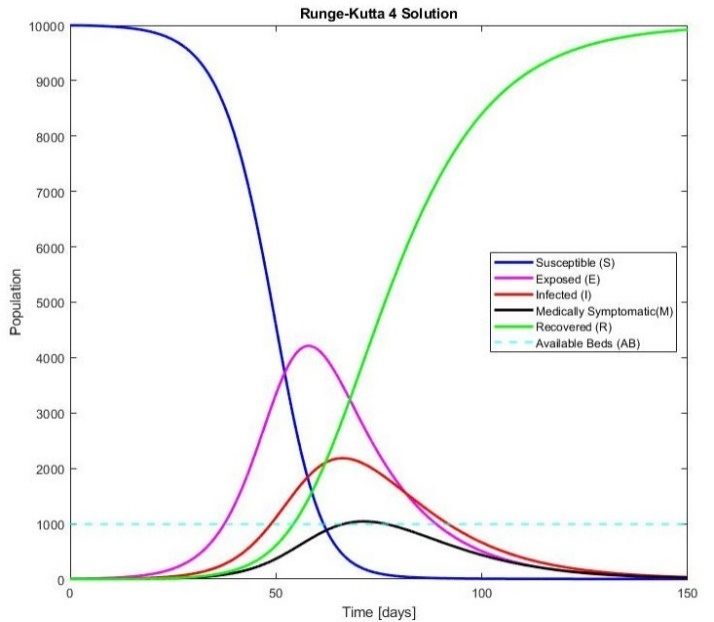 Runge-Kutta 4 Solution
10000
9000
8000
7000
6000
5000
4000
3000
2000
1000
0
Population
Susceptible (S)
Exposed (E)
Infected (I)
Medically Symptomatic(M)
Recovered (R)
Available Beds (AB)
0 50 100 150
Time [days]